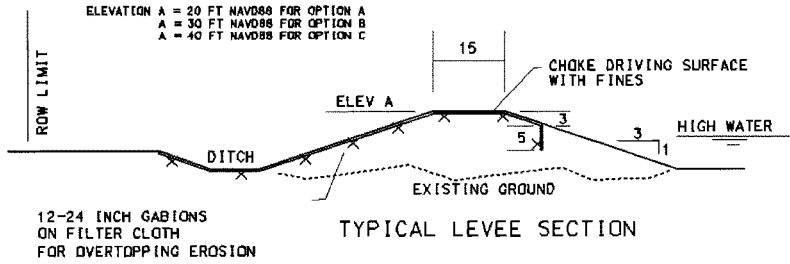 ELEVATION A = 20 FT NAVD88 FOR OPTION A
A = 30 FT NAVD88 FOR OPTION B
A = 40 FT NAVD88 FOR OPTION C
ROW LIMIT
15
CHOKE DRIVING SURFACE
WITH FINES
ELEV A
3
5
3
1
HIGH WATER
DITCH
EXISTING GROUND
12-24 INCH GABIONS
ON FILTER CLOTH
FOR OVERTOPPING EROSION
TYPICAL LEVEE SECTION